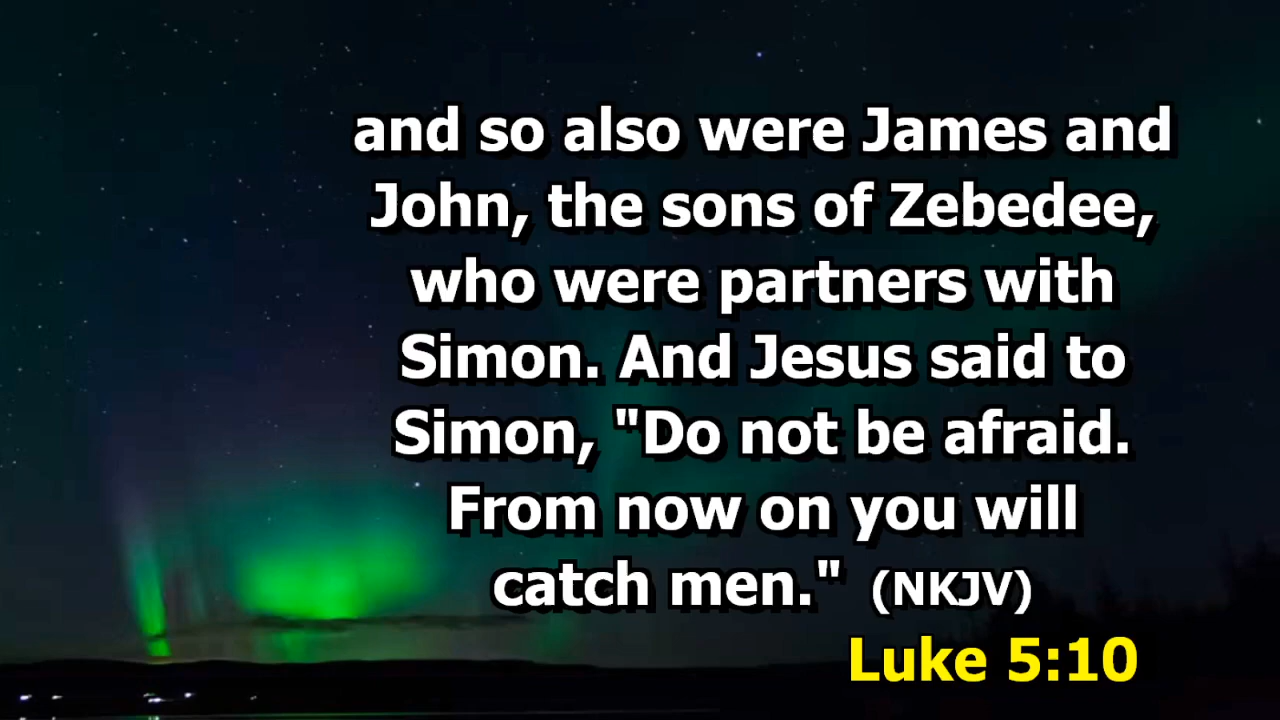 and so also were James and
John, the sons of Zebedee,
who were partners with
Simon. And Jesus said to
Simon, "Do not be afraid.
From now on you will
catch men." (NKJV)
Luke 5:10